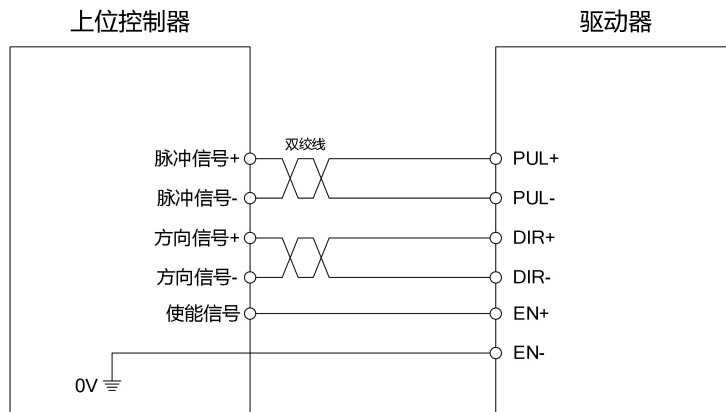 上位控制器 驱动器
双绞线
脉冲信号+ PUL+
脉冲信号- PUL-
方向信号+ DIR+
方向信号- DIR-
使能信号 EN+
EN-
0V